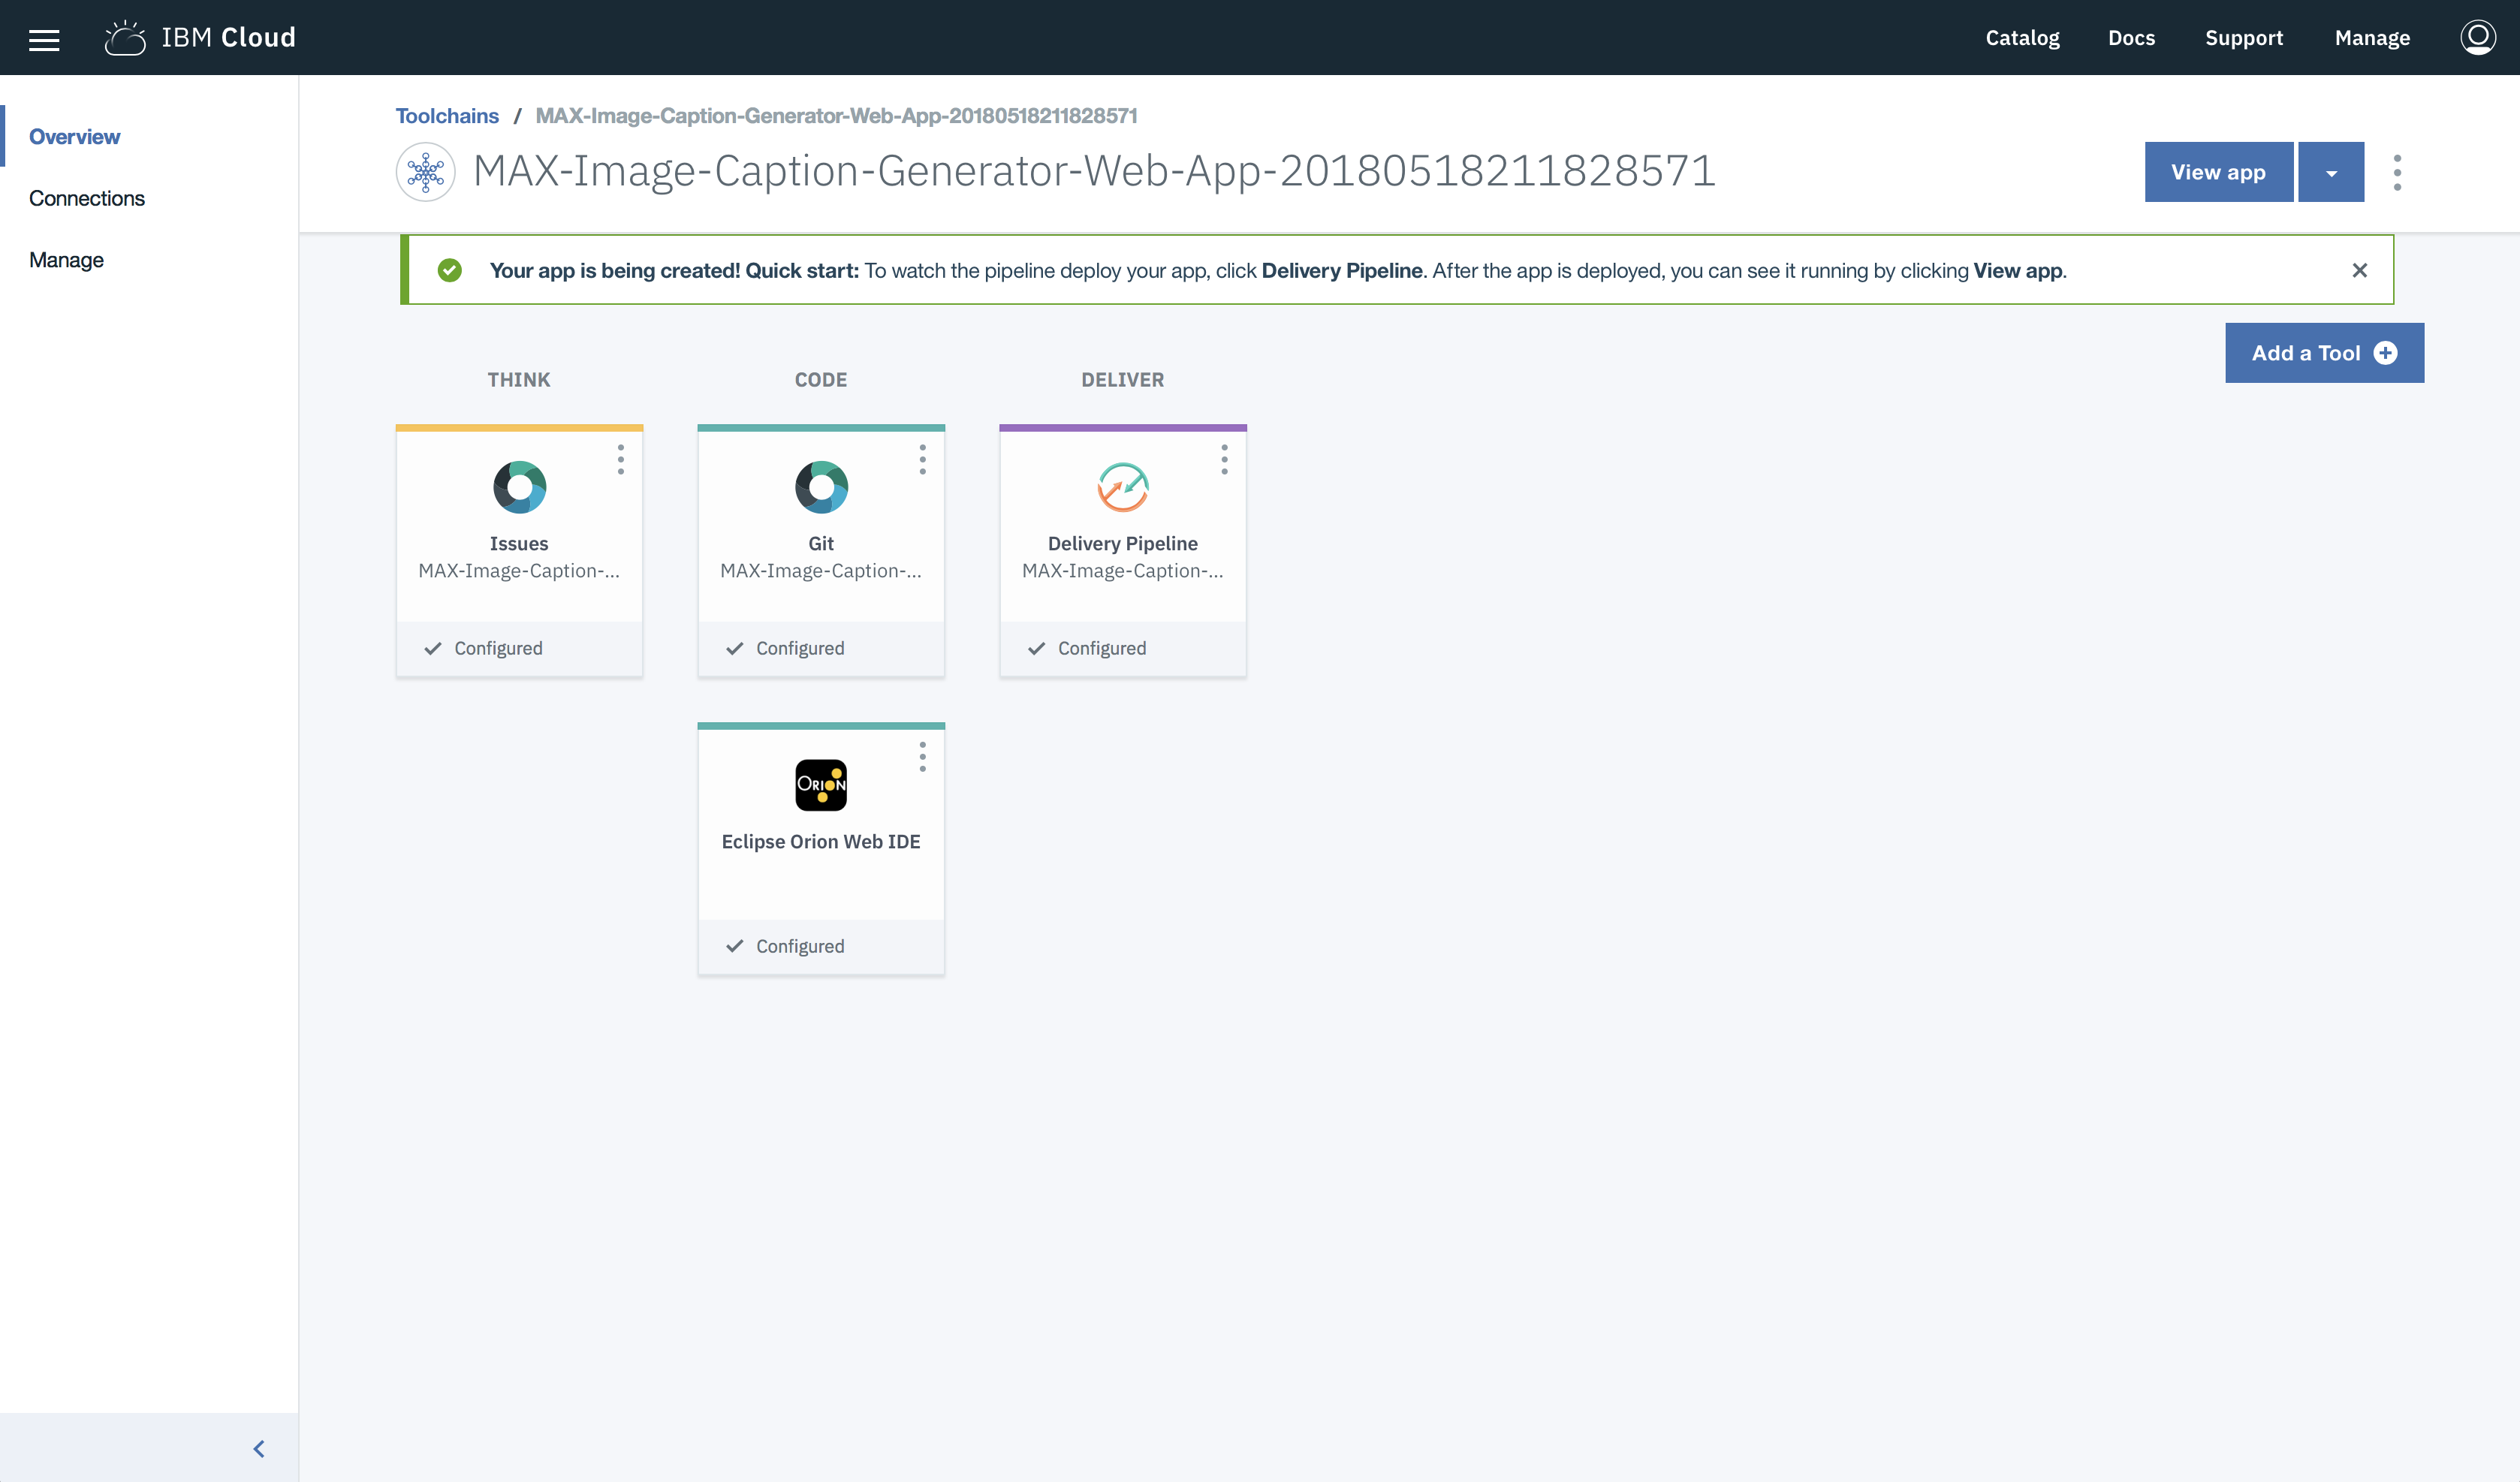 IBM Cloud
Catalog
Docs
Support
Manage
Overview
Connections
Manage
Toolchains / MAX-Image-Caption-Generator-Web-App-20180518211828571
MAX-Image-Caption-Generator-Web-App-20180518211828571
View app
Your app is being created! Quick start: To watch the pipeline deploy your app, click Delivery Pipeline. After the app is deployed, you can see it running by clicking View app.
Add a Tool
THINK
CODE
DELIVER
Issues
MAX-Image-Caption-...
Configured
Git
MAX-Image-Caption-...
Configured
Delivery Pipeline
MAX-Image-Caption-...
Configured
ORION
Eclipse Orion Web IDE
Configured